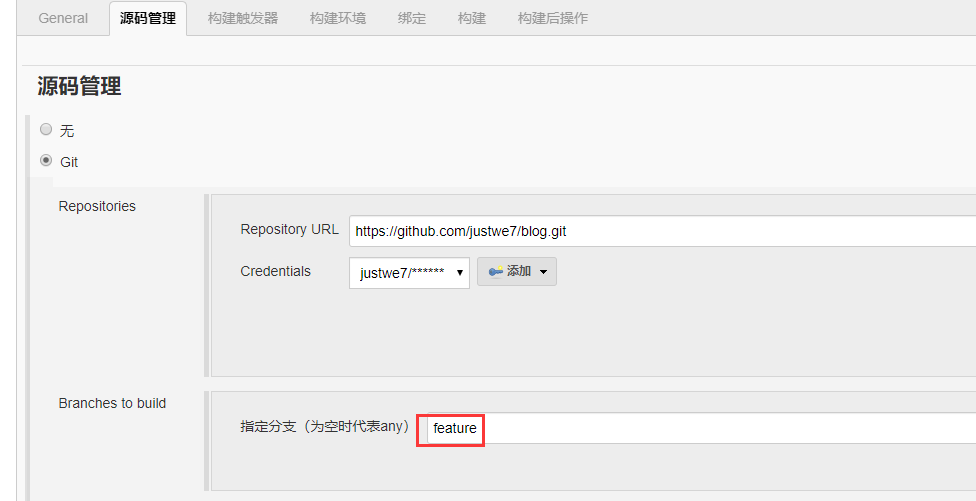 General 源码管理 构建触发器 构建环境 绑定 构建 构建后操作
源码管理
无
Git
Repositories
Repository URL https://github.com/justwe7/blog.git
Credentials justwe7/****** 添加
Branches to build
指定分支（为空时代表any） feature